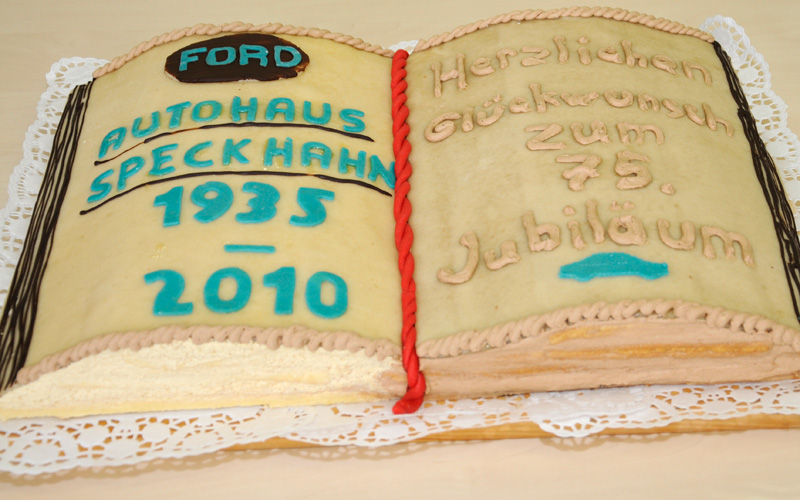 FORD
AUTOHAUS
SPECKHAHN
1935
—
2010
Herzlichen
Glückwunsch
zum
75.
Jubiläum